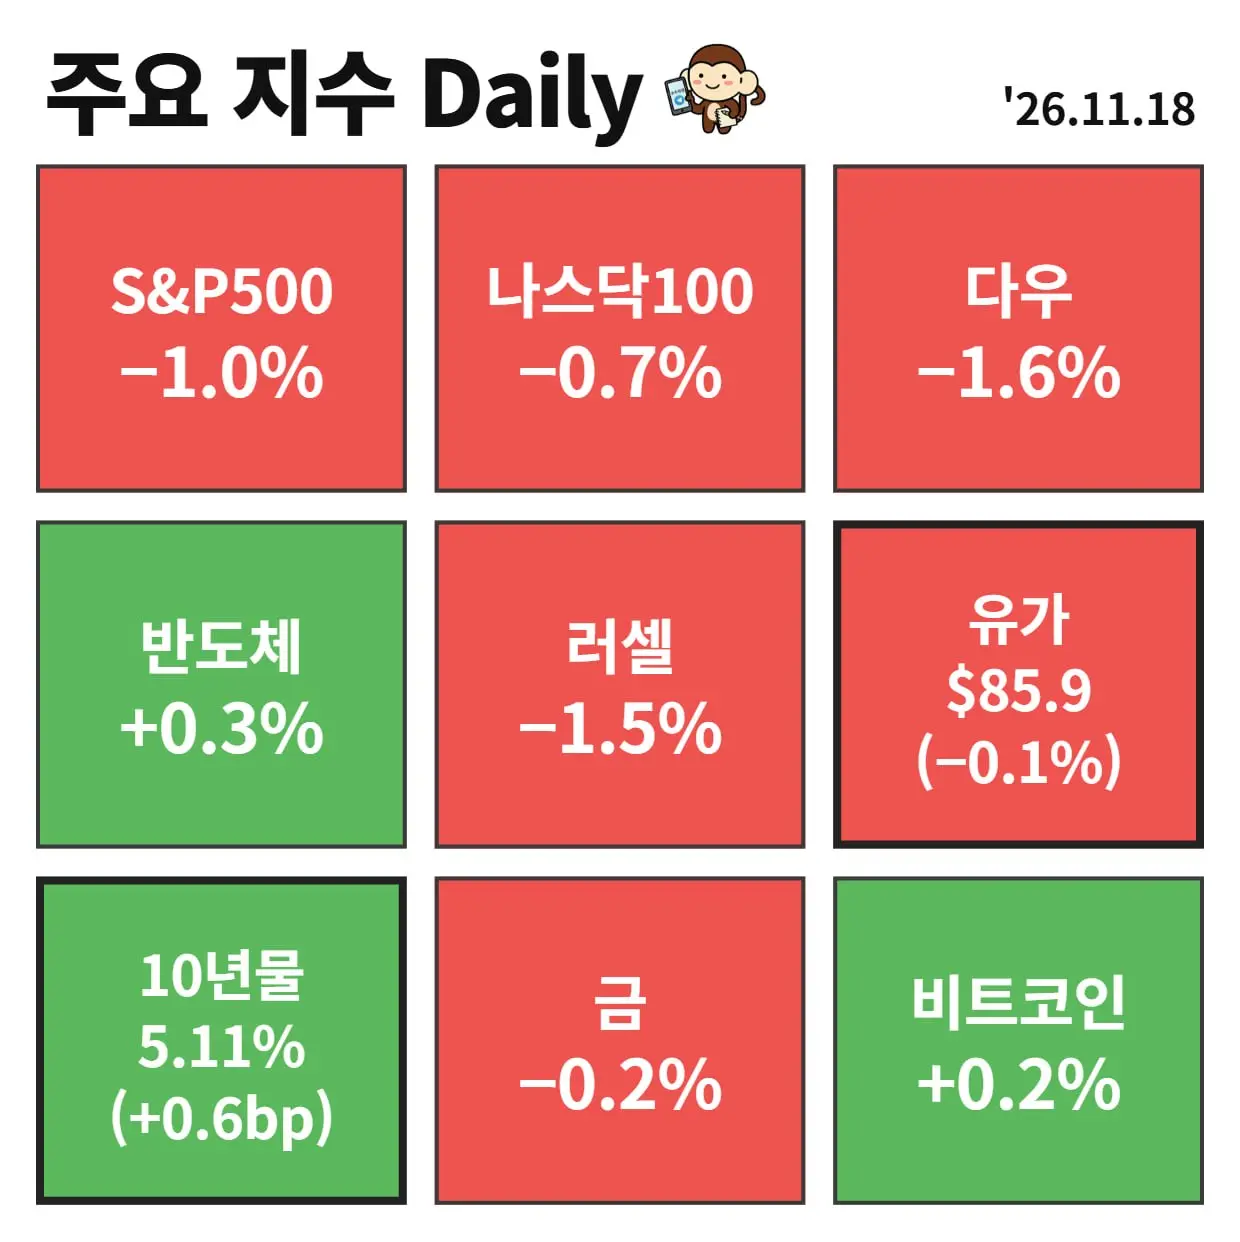 주요 지수 Daily
'26.11.18
S&P500
−1.0%
나스닥100
−0.7%
다우
−1.6%
반도체
+0.3%
러셀
−1.5%
유가
$85.9
(−0.1%)
10년물
5.11%
(+0.6bp)
금
−0.2%
비트코인
+0.2%